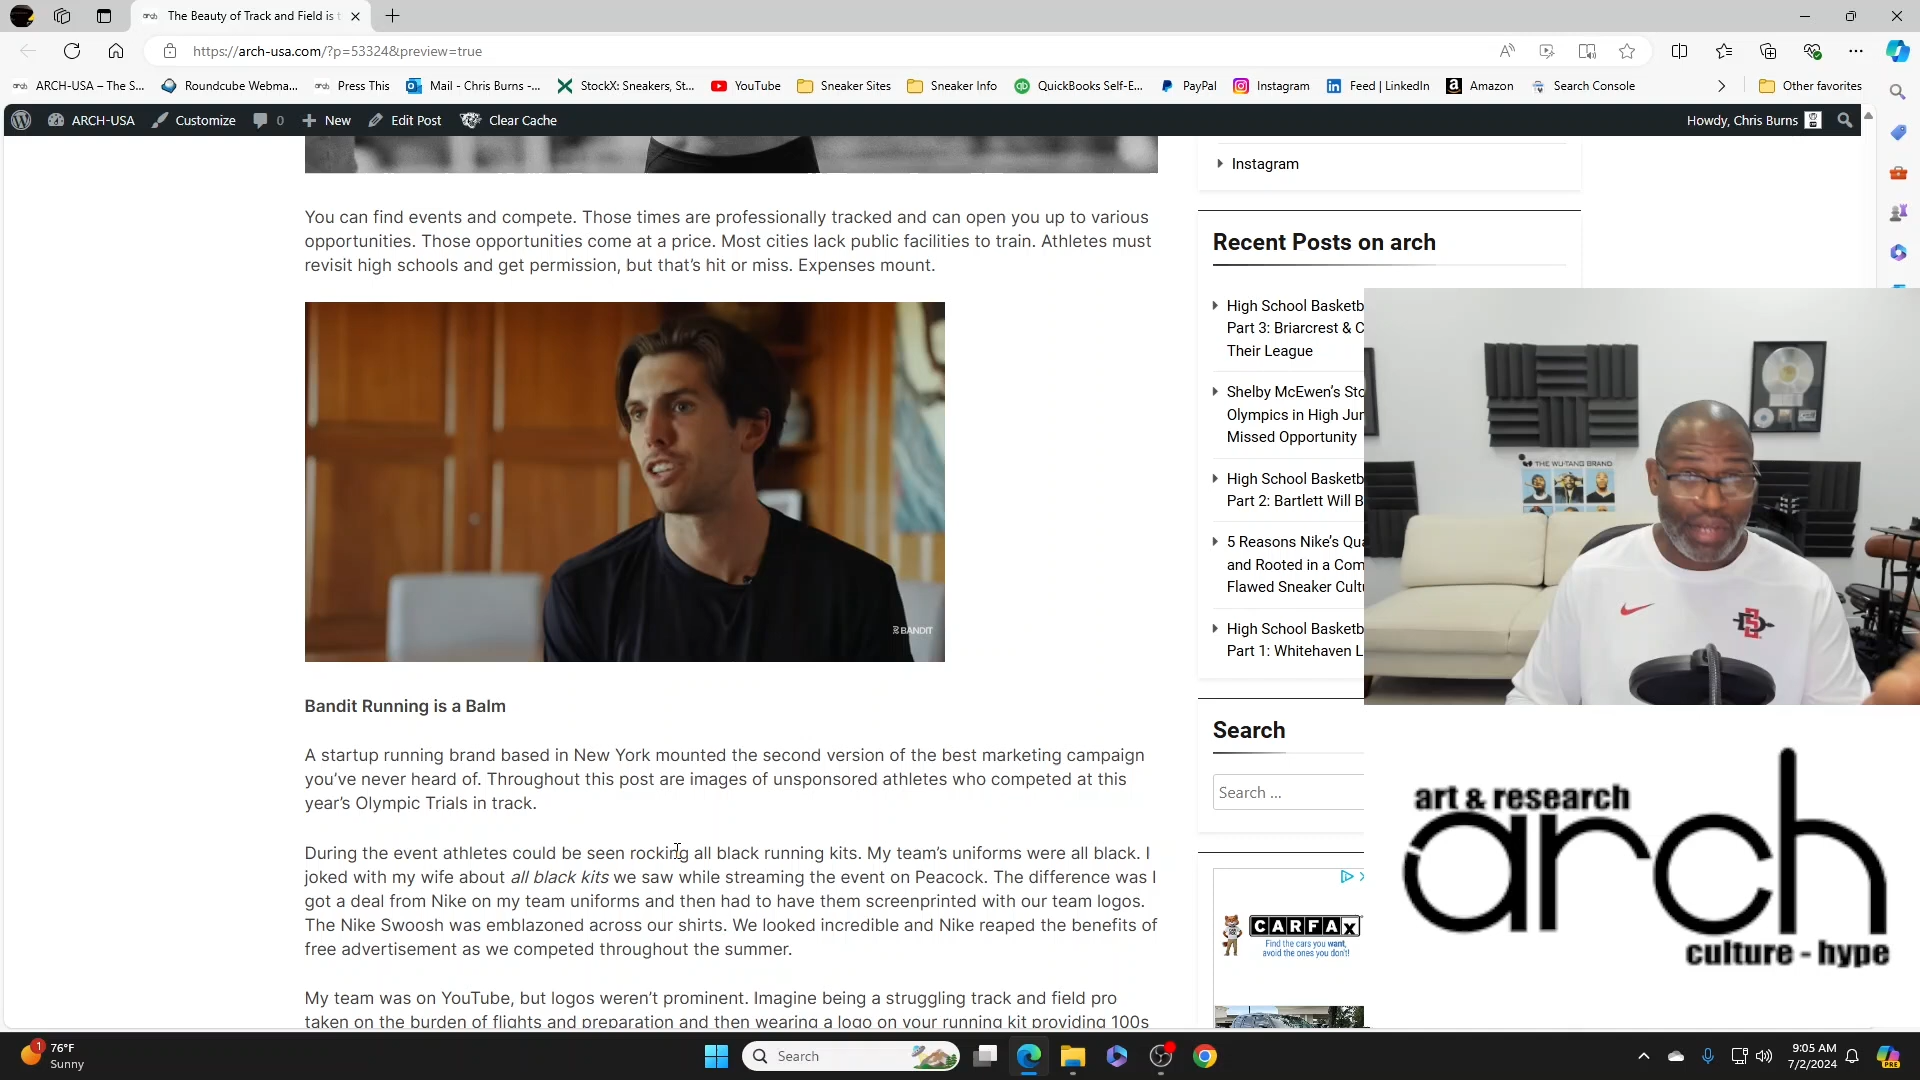 The Beauty of Track and Field is t
https://arch-usa.com/?p=53324&preview=true
ARCH-USA – The S...
Roundcube Webma...
Press This
Mail - Chris Burns -...
StockX: Sneakers, St...
YouTube
Sneaker Sites
Sneaker Info
QuickBooks Self-E...
PayPal
Instagram
Feed | LinkedIn
Amazon
Search Console
Other favorites
ARCH-USA
Customize
0
New
Edit Post
Clear Cache
Howdy, Chris Burns
You can find events and compete. Those times are professionally tracked and can open you up to various
opportunities. Those opportunities come at a price. Most cities lack public facilities to train. Athletes must
revisit high schools and get permission, but that's hit or miss. Expenses mount.
BANDIT
Bandit Running is a Balm
A startup running brand based in New York mounted the second version of the best marketing campaign
you've never heard of. Throughout this post are images of unsponsored athletes who competed at this
year's Olympic Trials in track.
During the event athletes could be seen rocking all black running kits. My team's uniforms were all black. I
joked with my wife about all black kits we saw while streaming the event on Peacock. The difference was I
got a deal from Nike on my team uniforms and then had to have them screenprinted with our team logos.
The Nike Swoosh was emblazoned across our shirts. We looked incredible and Nike reaped the benefits of
free advertisement as we competed throughout the summer.
My team was on YouTube, but logos weren't prominent. Imagine being a struggling track and field pro
taken on the burden of flights and preparation and then wearing a logo on your running kit providing 100s
Instagram
Recent Posts on arch
High School Basketb
Part 3: Briarcrest & C
Their League
Shelby McEwen's Sto
Olympics in High Jur
Missed Opportunity
High School Basketb
Part 2: Bartlett Will B
5 Reasons Nike's Qua
and Rooted in a Com
Flawed Sneaker Cultu
High School Basketb
Part 1: Whitehaven L
Search
Search ...
CARFAX
Find the cars you want,
avoid the ones you don't!
THE WU-TANG BRAND
SD
art & research
arch
culture - hype
76°F
Sunny
1
Search
9:05 AM
7/2/2024
PRE